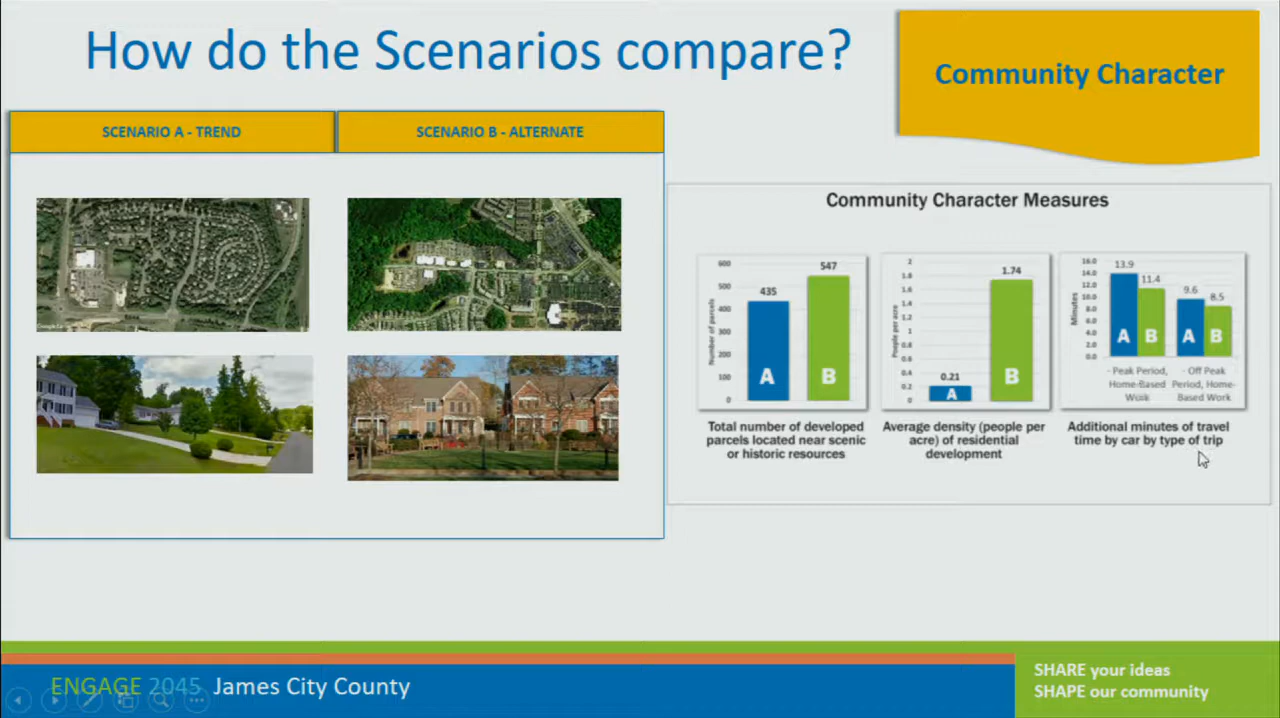 How do the Scenarios compare?
Community Character
SCENARIO A - TREND
SCENARIO B - ALTERNATE
Community Character Measures
Number of parcels
600
500
400
300
200
100
0
435
547
A
B
Total number of developed
parcels located near scenic
or historic resources
People per acre
2
1.8
1.6
1.4
1.2
1
0.8
0.6
0.4
0.2
0
0.21
1.74
A
B
Average density (people per
acre) of residential
development
Minutes
16.0
14.0
12.0
10.0
8.0
6.0
4.0
2.0
0.0
13.9
11.4
9.6
8.5
A
B
A
B
- Peak Period,
Home-Based
Work
- Off Peak
Period, Home-
Based Work
Additional minutes of travel
time by car by type of trip
ENGAGE 2045 James City County
SHARE your ideas
SHAPE our community